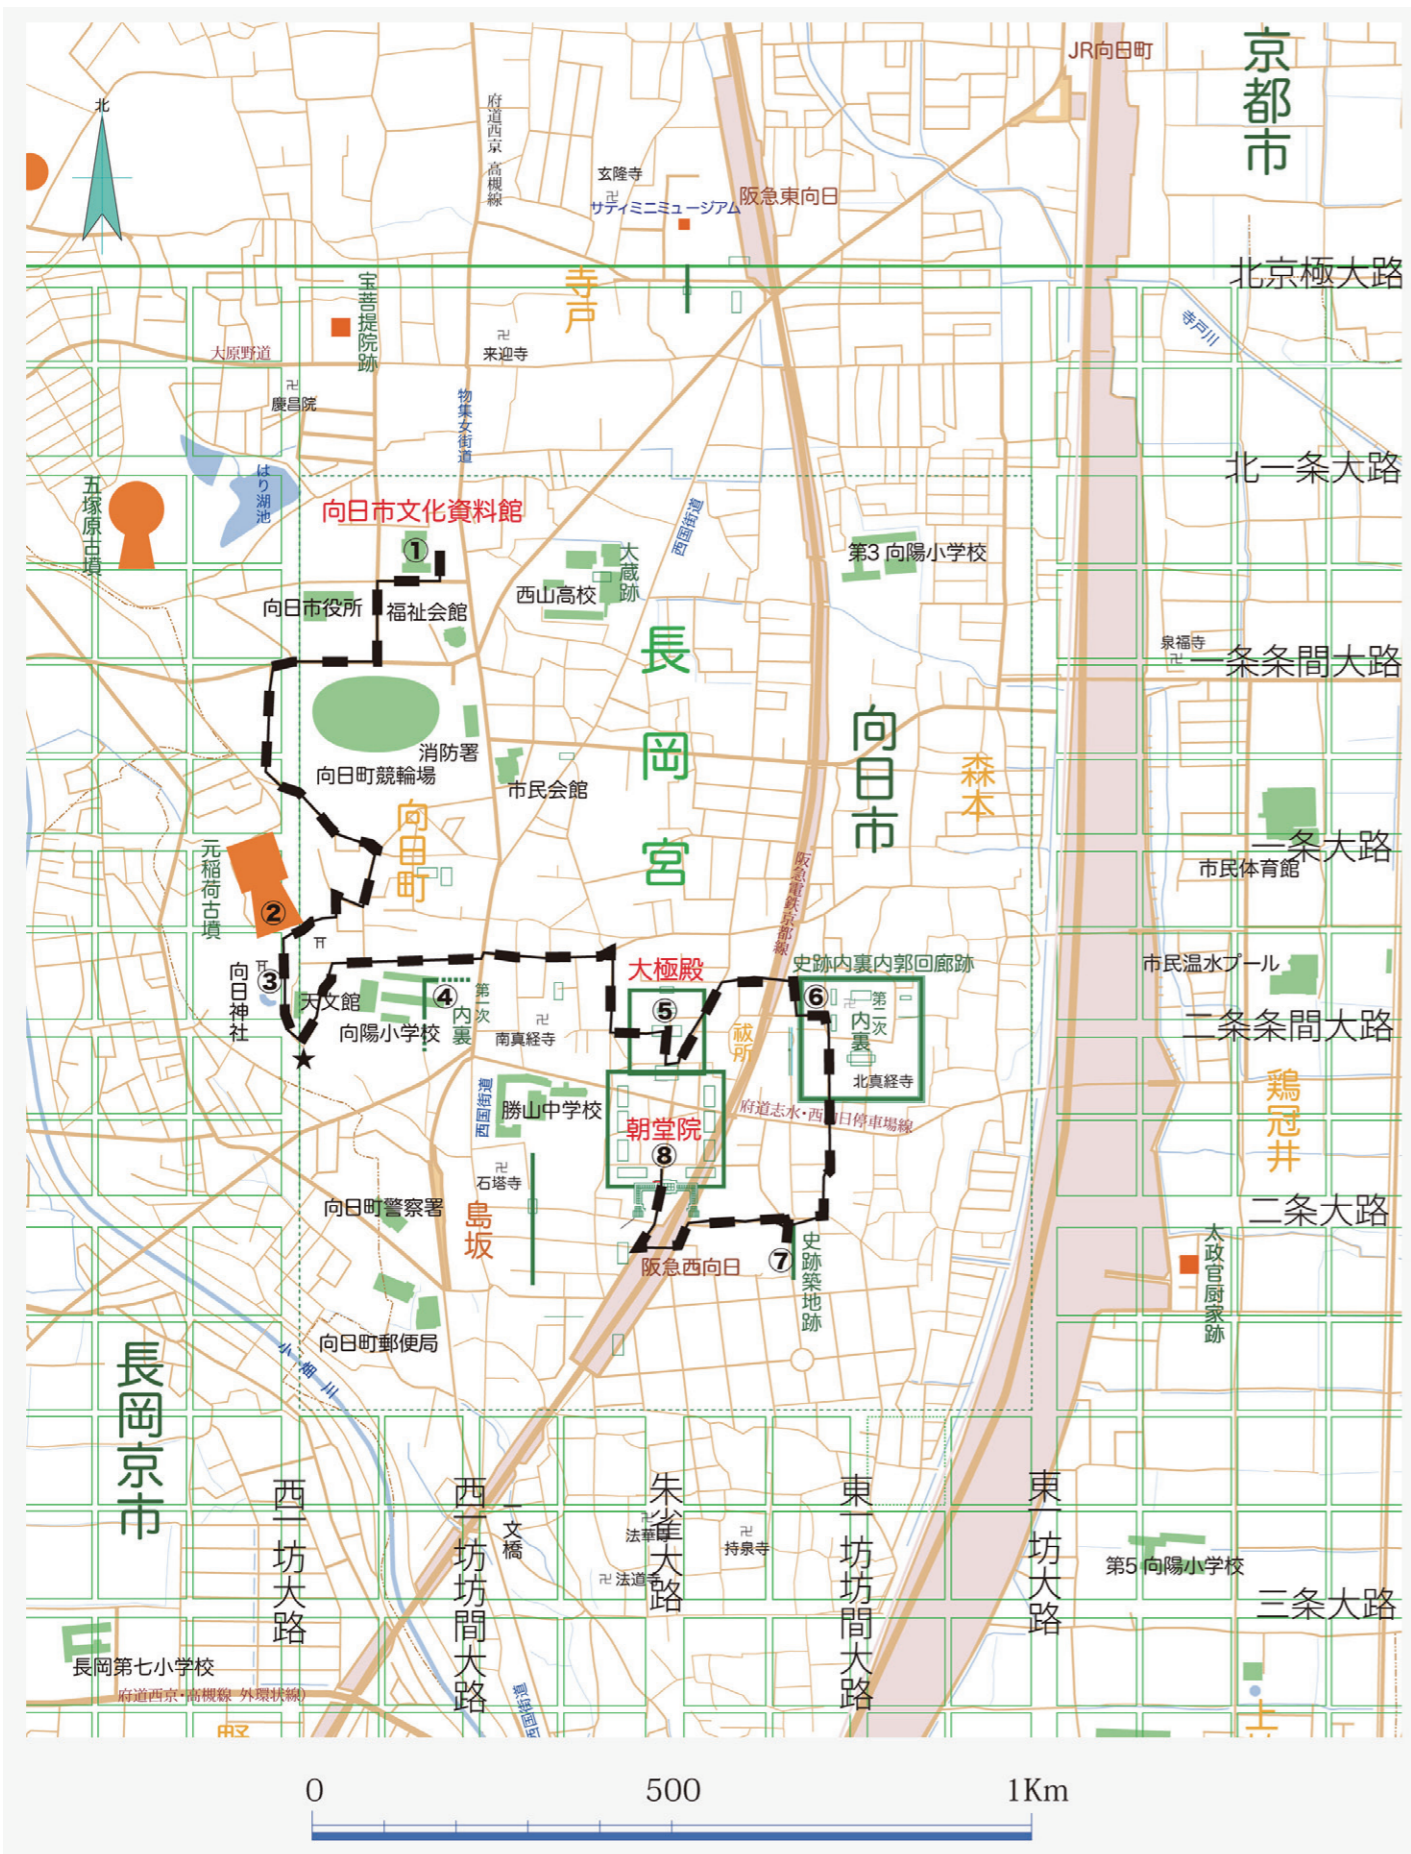 JR向日町
京都市
北
府道西京高槻線
玄隆寺
サティミニミュージアム
阪急東向日
北京極大路
寺戸
宝菩提院跡
寺戸川
大原野道
来迎寺
慶昌院
物集女街道
北一条大路
はり湖池
五塚原古墳
向日市文化資料館
西国街道
①
大蔵跡
第3向陽小学校
西山高校
向日市役所
福祉会館
長岡宮
泉福寺
一条条間大路
向日市
消防署
森本
向日町競輪場
市民会館
向日町
一条大路
元稲荷古墳
阪急電鉄京都線
市民体育館
②
大極殿
史跡内裏内郭回廊跡
市民温水プール
向日神社
③
天文館
④
第一次
内裏
⑤
⑥
第二次
内裏
向陽小学校
南真経寺
祓所
二条条間大路
★
北真経寺
鶏冠井
西国街道
勝山中学校
府道志水・西向日停車場線
朝堂院
⑧
石塔寺
向日町警察署
島坂
二条大路
太政官厨家跡
阪急西向日
⑦
史跡築地跡
向日町郵便局
小畑川
長岡京市
西一坊大路
西一坊坊間大路
一文橋
朱雀大路
東一坊坊間大路
東一坊大路
法華寺
持泉寺
法道寺
第5向陽小学校
三条大路
長岡第七小学校
府道西京・高槻線 外環状線)
西国街道
0 500 1Km